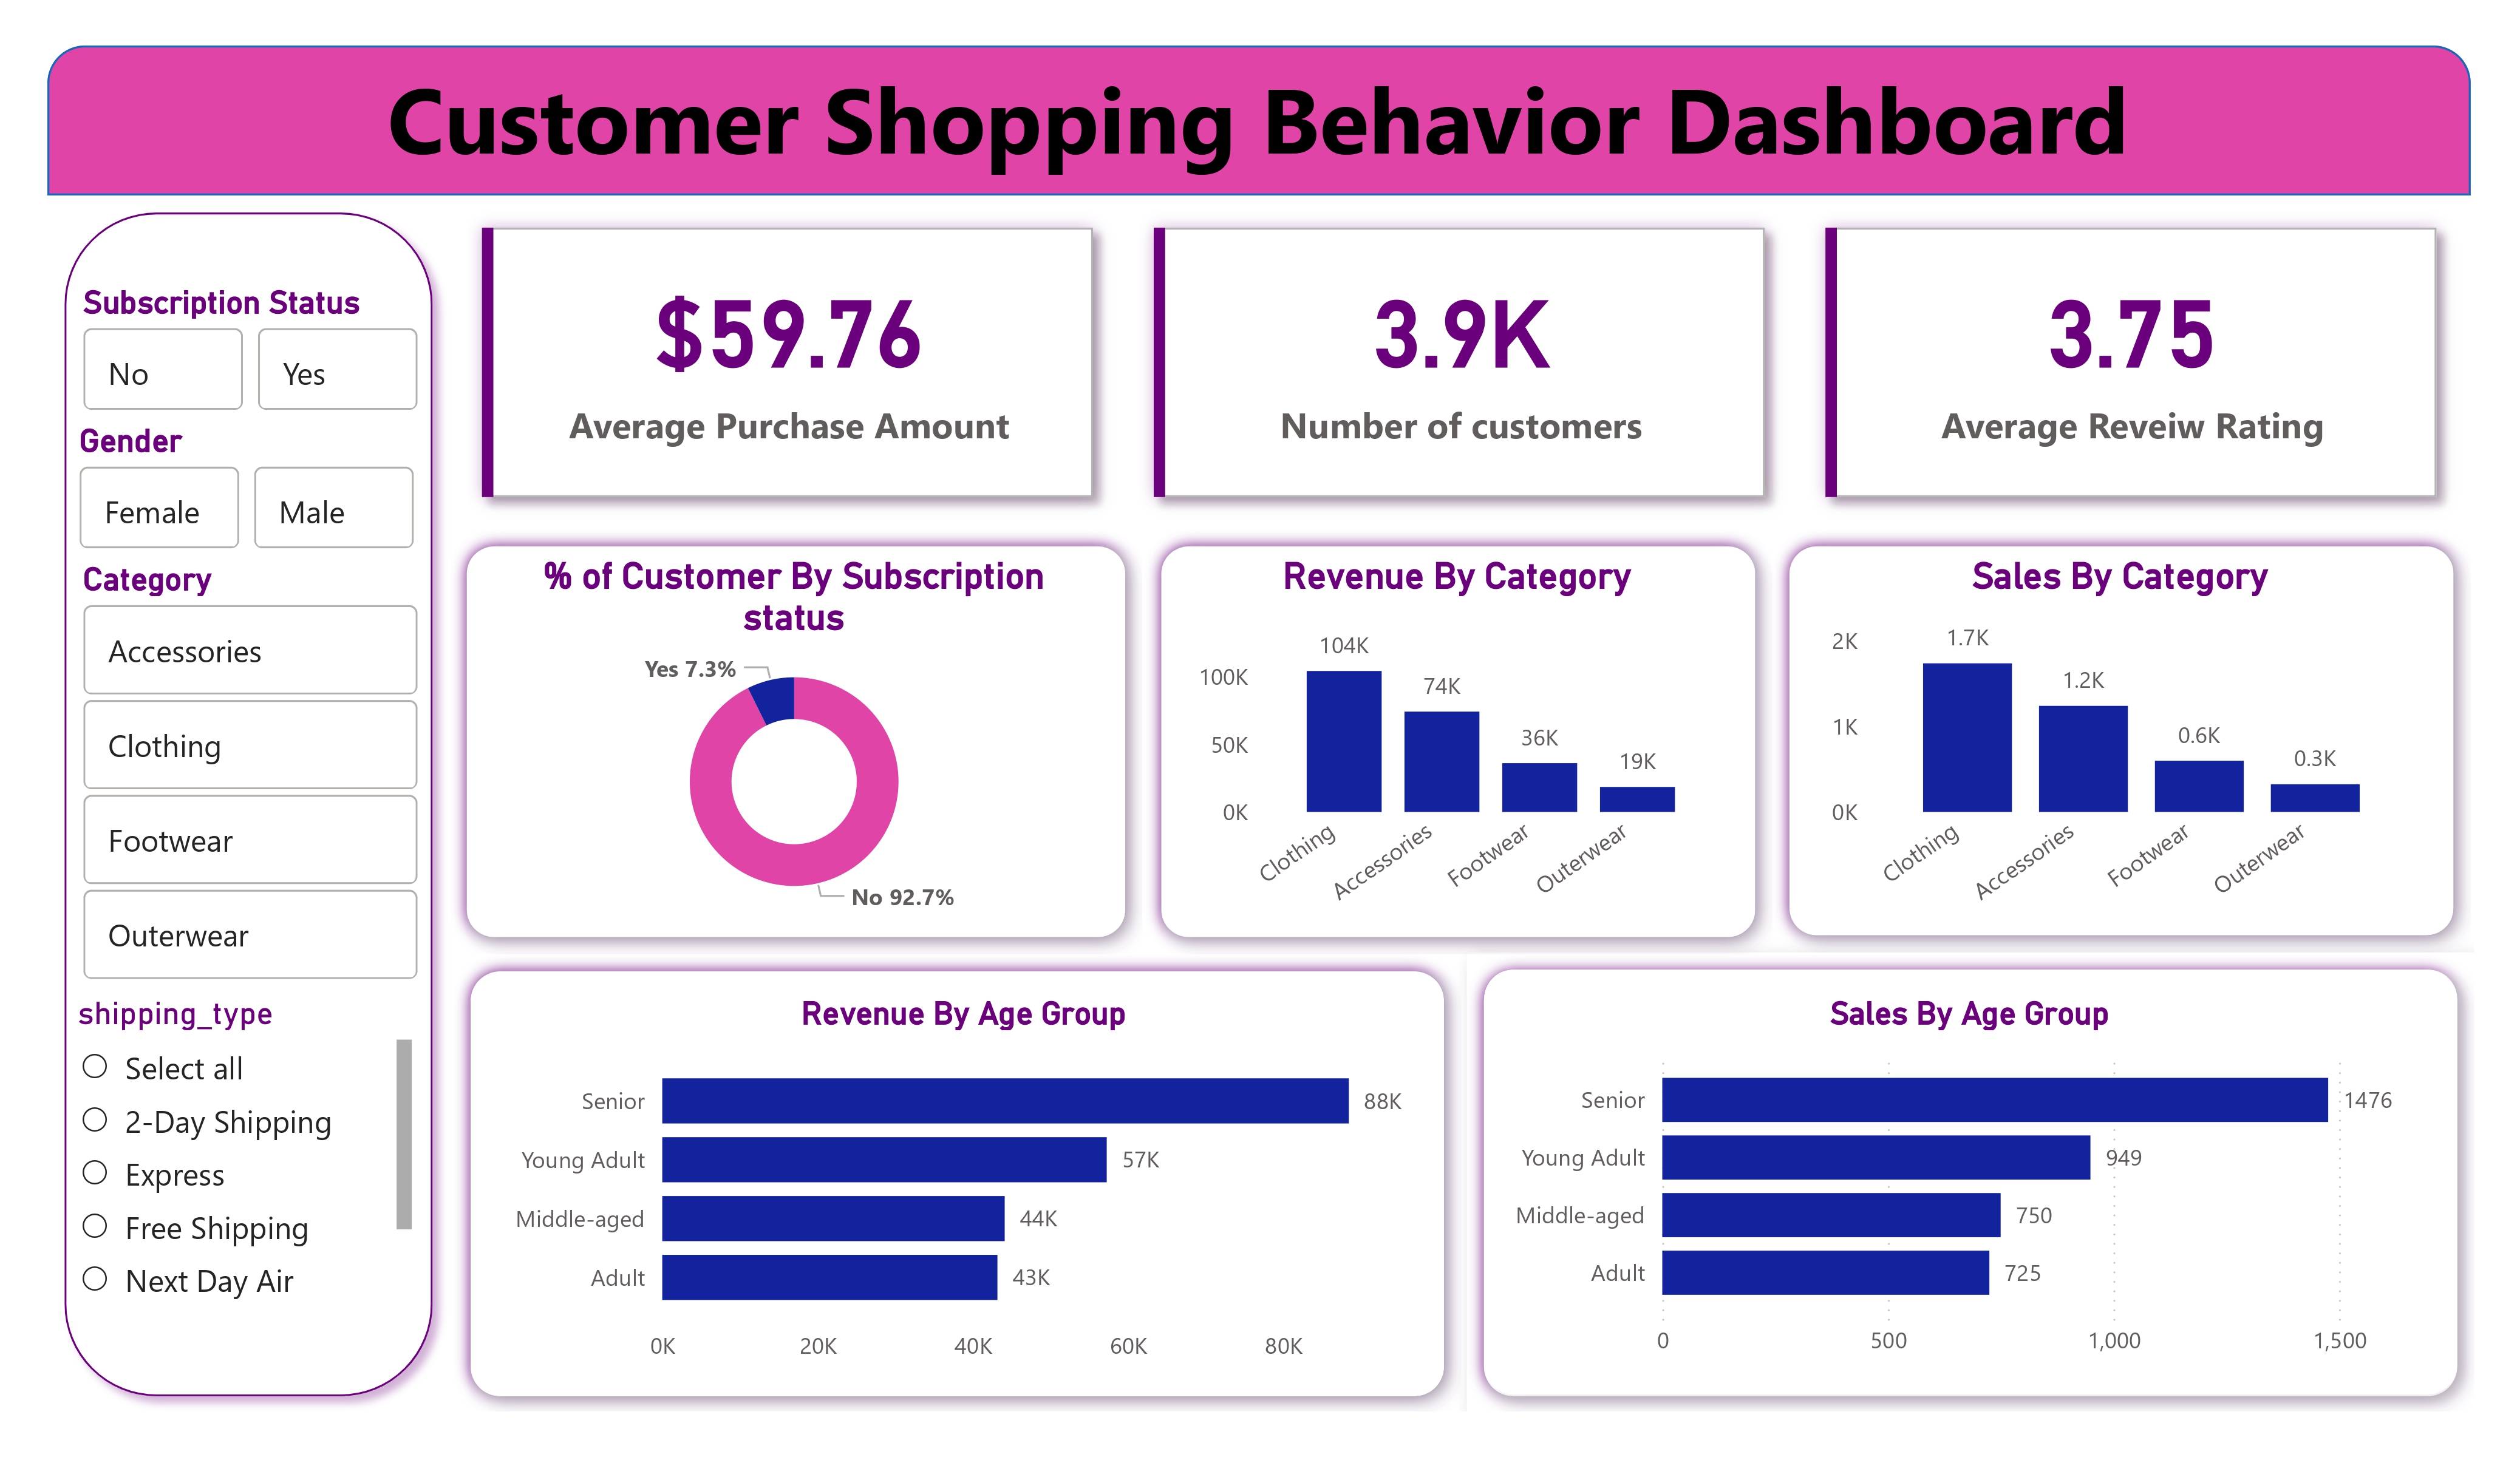 Customer Shopping Behavior Dashboard
Subscription Status
No
Yes
Gender
Female
Male
Category
Accessories
Clothing
Footwear
Outerwear
shipping_type
Select all
2-Day Shipping
Express
Free Shipping
Next Day Air
$59.76
Average Purchase Amount
3.9K
Number of customers
3.75
Average Reveiw Rating
% of Customer By Subscription
status
Yes 7.3%
No 92.7%
Revenue By Category
100K
50K
0K
104K
74K
36K
19K
Clothing
Accessories
Footwear
Outerwear
Sales By Category
2K
1K
0K
1.7K
1.2K
0.6K
0.3K
Clothing
Accessories
Footwear
Outerwear
Revenue By Age Group
Senior 88K
Young Adult 57K
Middle-aged 44K
Adult 43K
0K 20K 40K 60K 80K
Sales By Age Group
Senior 1476
Young Adult 949
Middle-aged 750
Adult 725
0 500 1,000 1,500